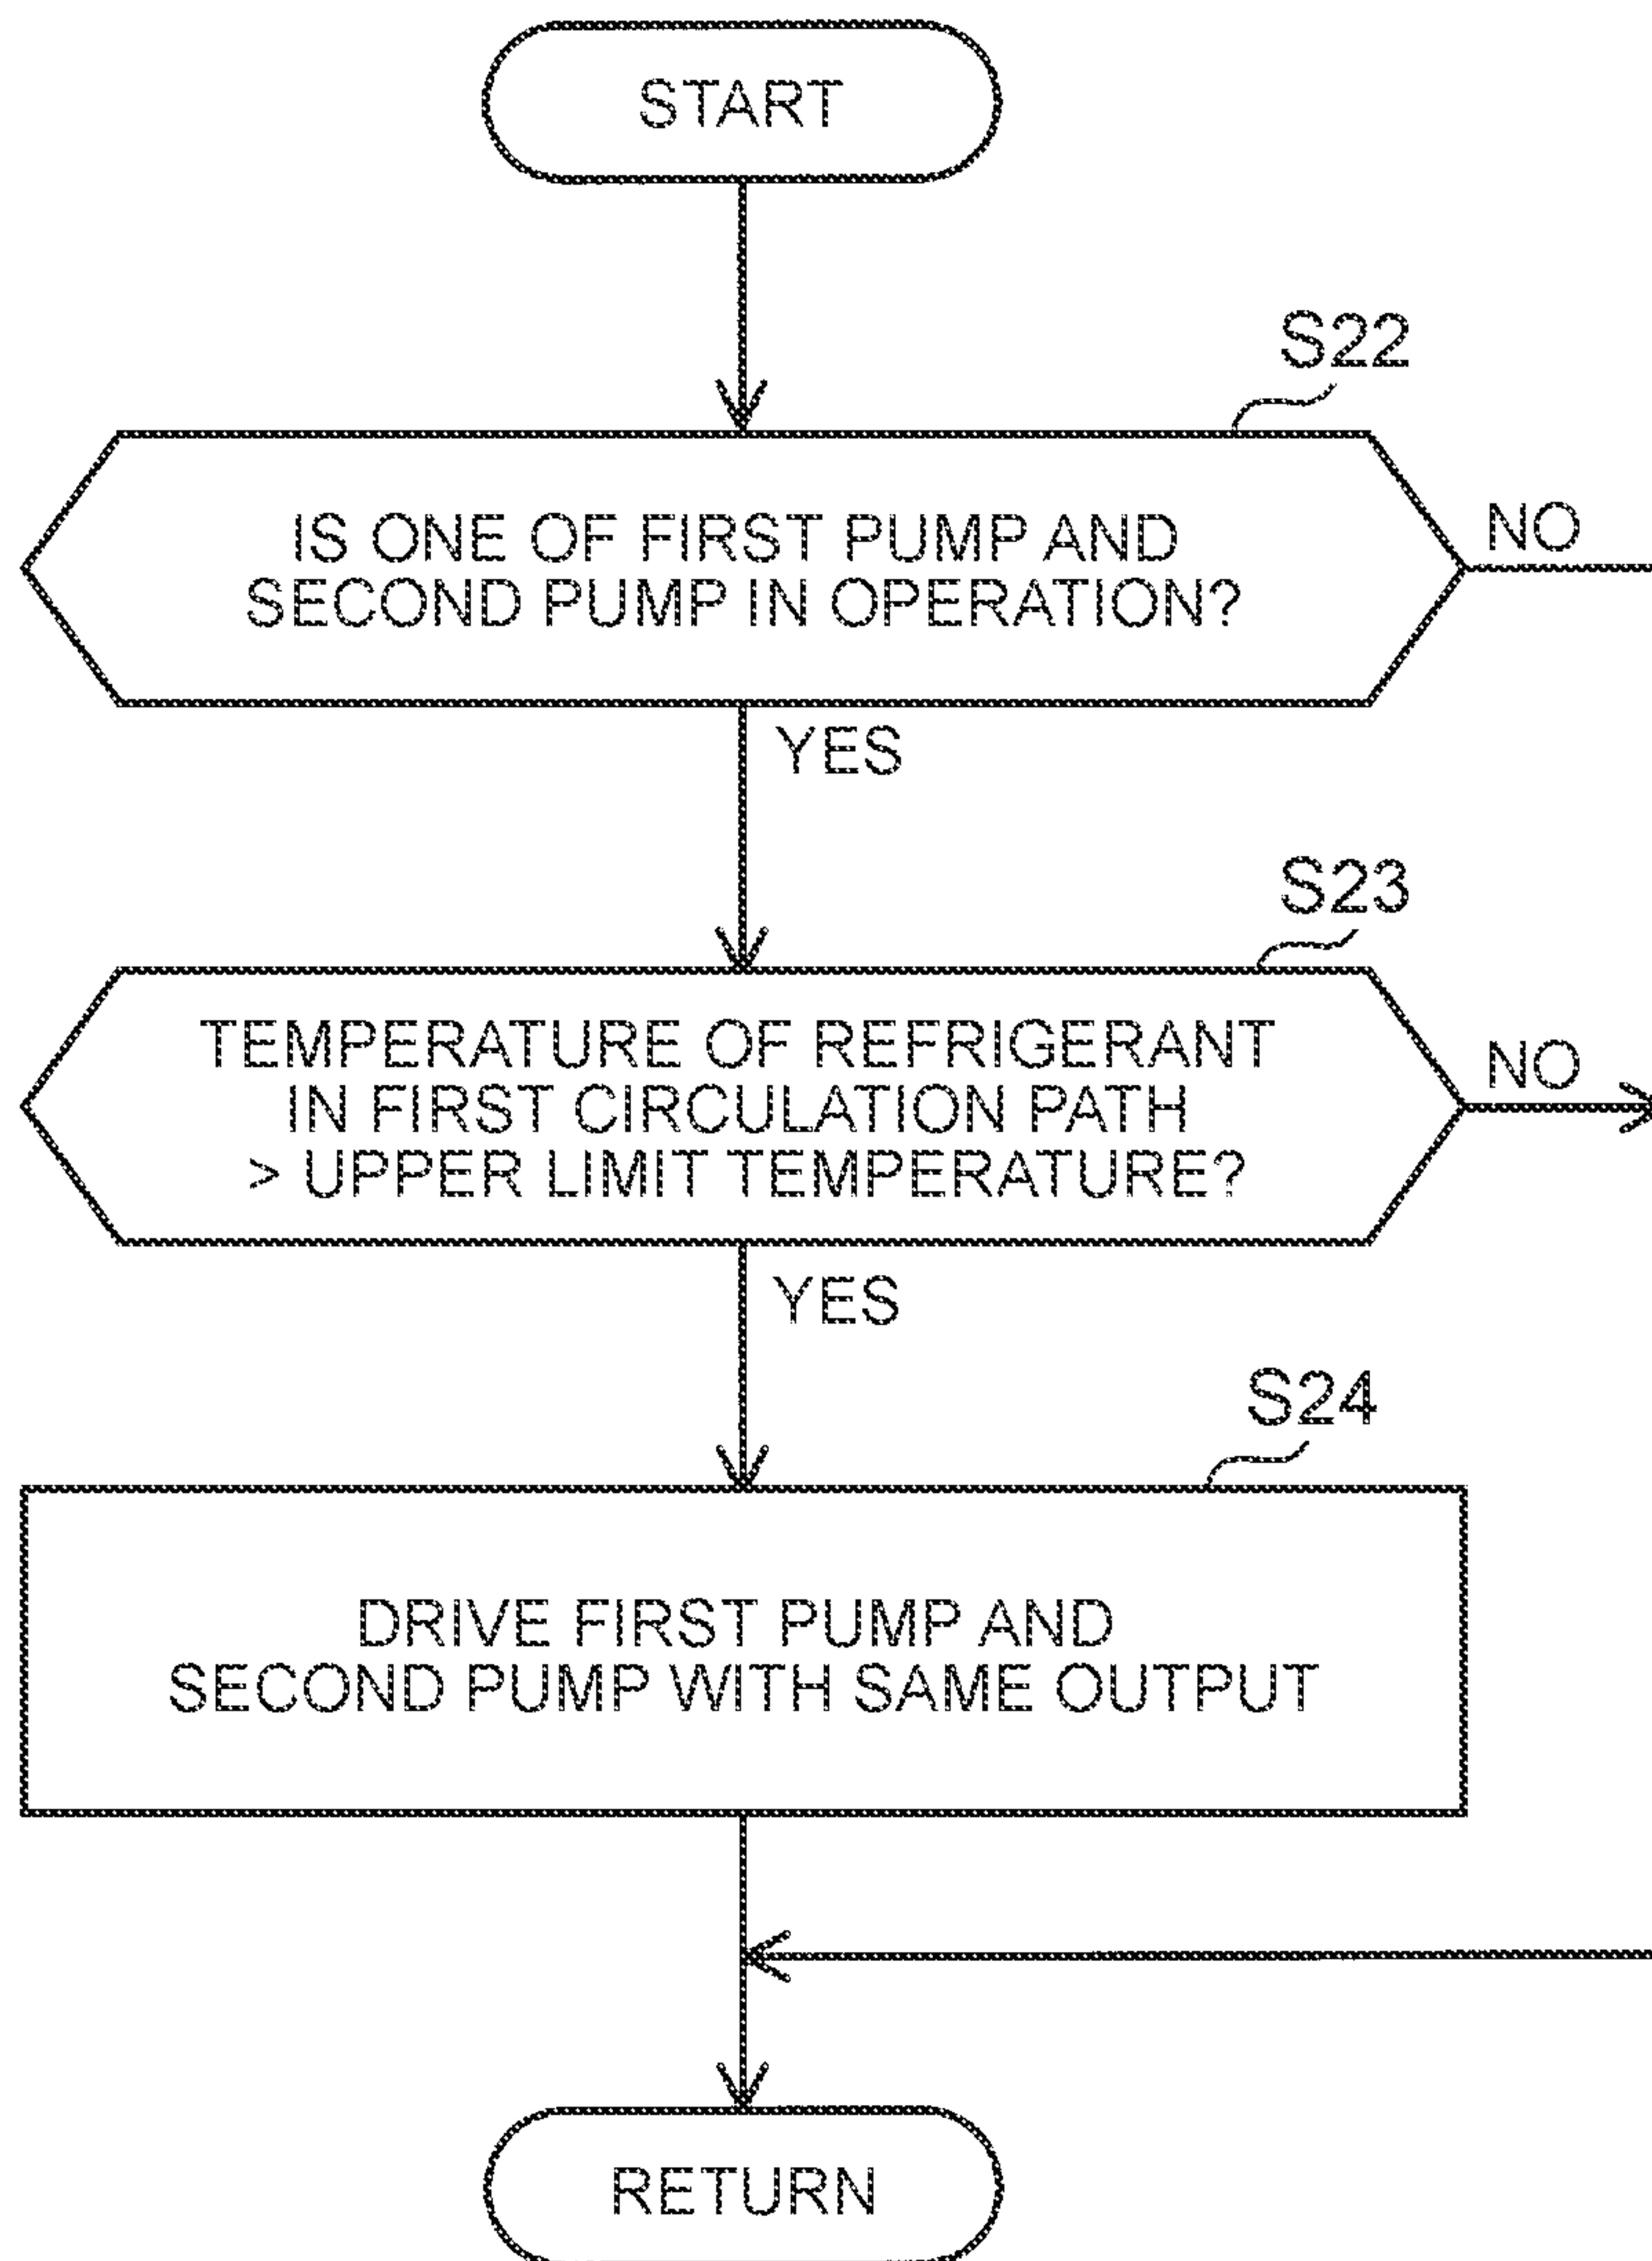 START
S22
IS ONE OF FIRST PUMP AND
SECOND PUMP IN OPERATION?
NO
YES
S23
TEMPERATURE OF REFRIGERANT
IN FIRST CIRCULATION PATH
> UPPER LIMIT TEMPERATURE?
NO
YES
S24
DRIVE FIRST PUMP AND
SECOND PUMP WITH SAME OUTPUT
RETURN